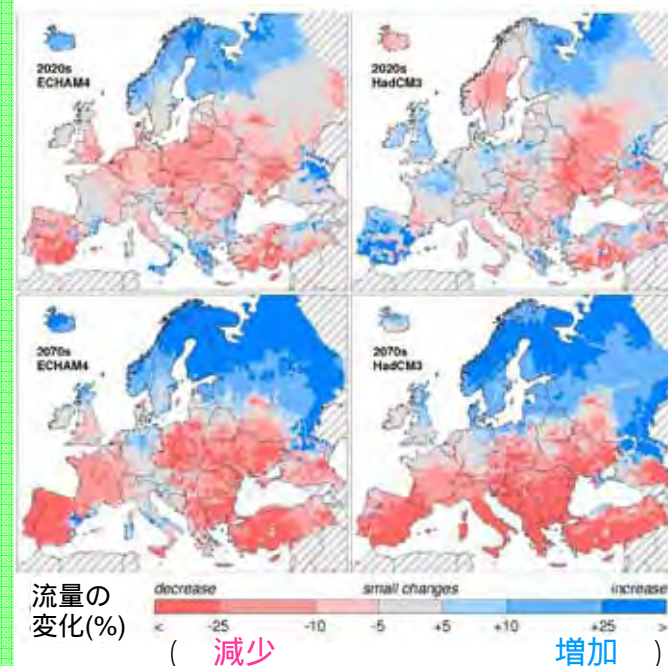 2020s
ECHAM4
2020s
HadCM3
2070s
ECHAM4
2070s
HadCM3
流量の
変化(%)
decrease small changes increase
< -25 -10 -5 +5 +10 +25 >
( 減少 増加 )